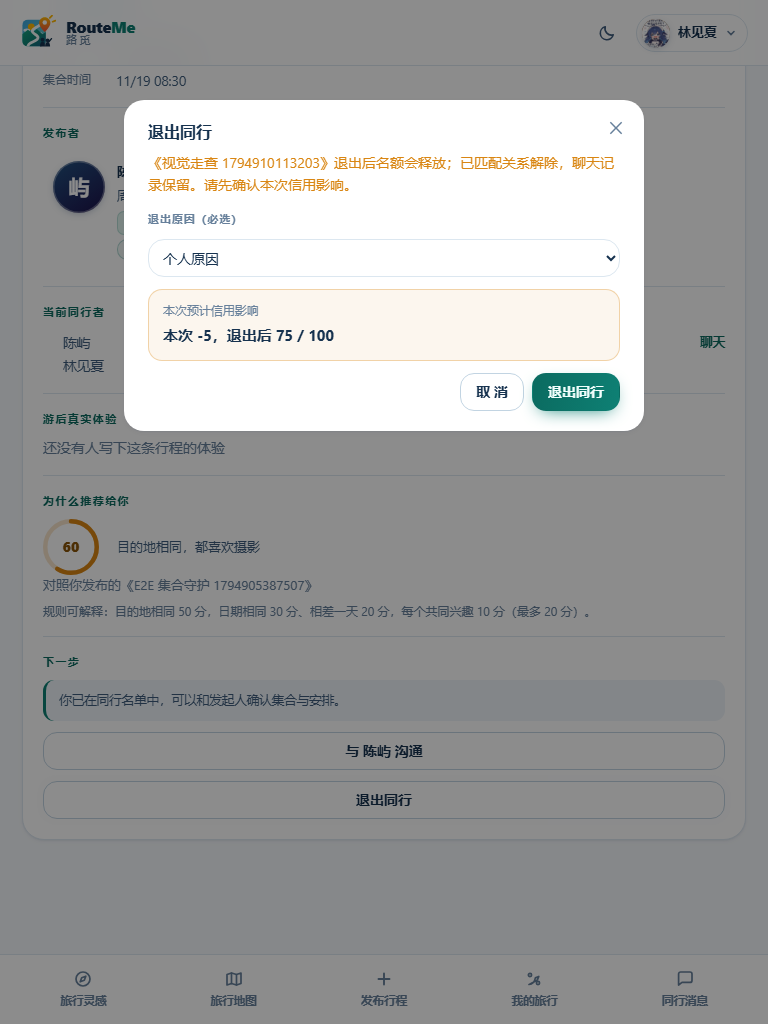 RouteMe
路觅
林见夏
集合时间 11/19 08:30
发布者
屿
退出同行
《视觉走查 1794910113203》退出后名额会释放；已匹配关系解除，聊天记
录保留。请先确认本次信用影响。
退出原因（必选）
个人原因
本次预计信用影响
本次 -5，退出后 75 / 100
取 消
退出同行
当前同行者
陈屿
林见夏
聊天
游后真实体验
还没有人写下这条行程的体验
为什么推荐给你
60
目的地相同，都喜欢摄影
对照你发布的《E2E 集合守护 1794905387507》
规则可解释：目的地相同 50 分，日期相同 30 分、相差一天 20 分，每个共同兴趣 10 分（最多 20 分）。
下一步
你已在同行名单中，可以和发起人确认集合与安排。
与 陈屿 沟通
退出同行
旅行灵感
旅行地图
发布行程
我的旅行
同行消息